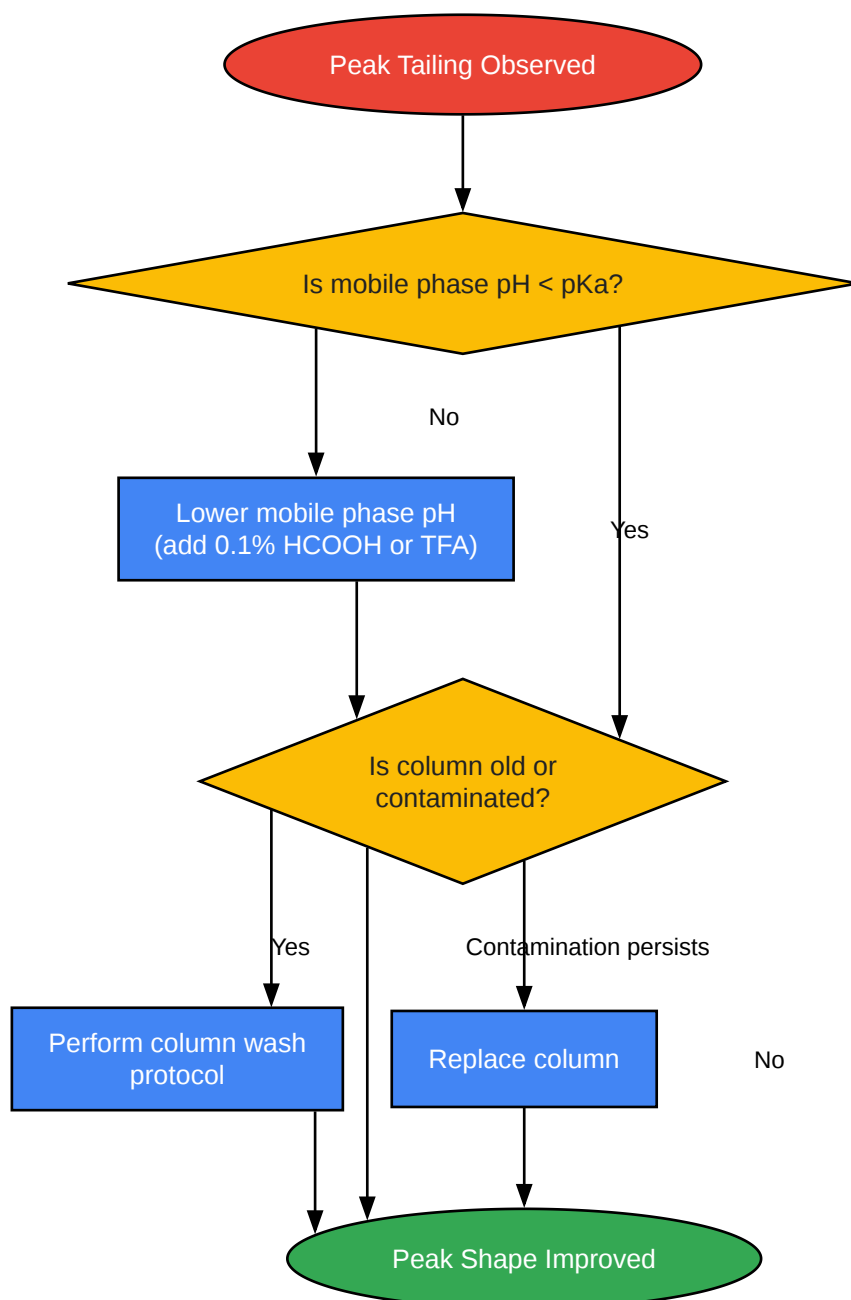 Peak Tailing Observed
Is mobile phase pH < pKa?
No
Lower mobile phase pH
(add 0.1% HCOOH or TFA)
Yes
Is column old or
contaminated?
Yes
Contamination persists
Perform column wash
protocol
Replace column
No
Peak Shape Improved